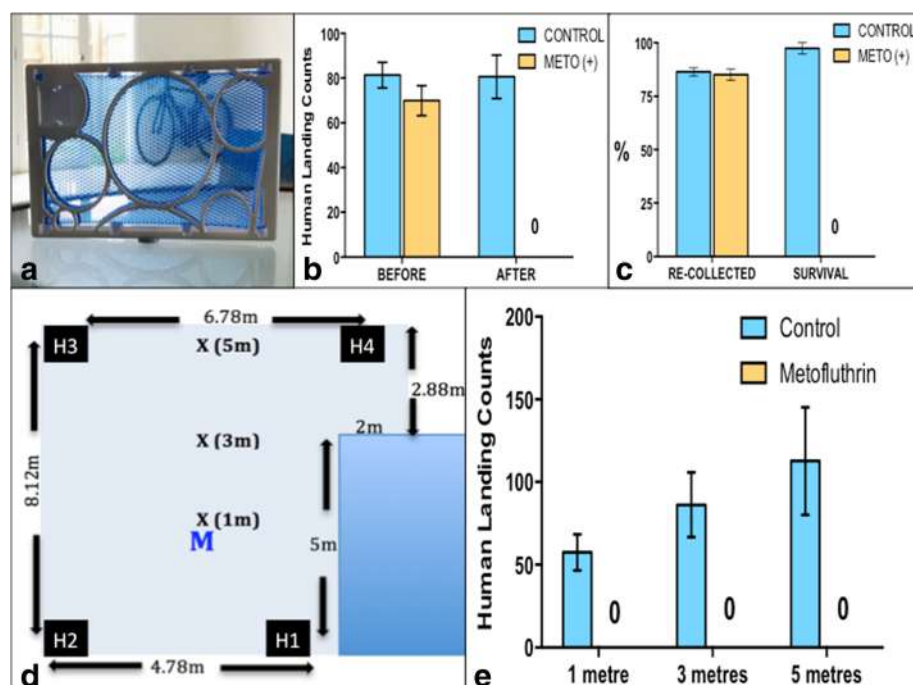 a
100
80
60
40
20
0
Human Landing Counts
CONTROL
METO (+)
0
BEFORE
AFTER
b
100
75
50
25
0
%
CONTROL
METO (+)
0
RE-COLLECTED
SURVIVAL
c
6.78m
H3
X (5m)
H4
2.88m
2m
X (3m)
8.12m
X (1m)
M
5m
H2
H1
4.78m
d
200
150
100
50
0
Human Landing Counts
Control
Metofluthrin
0
0
0
1 metre
3 metres
5 metres
e